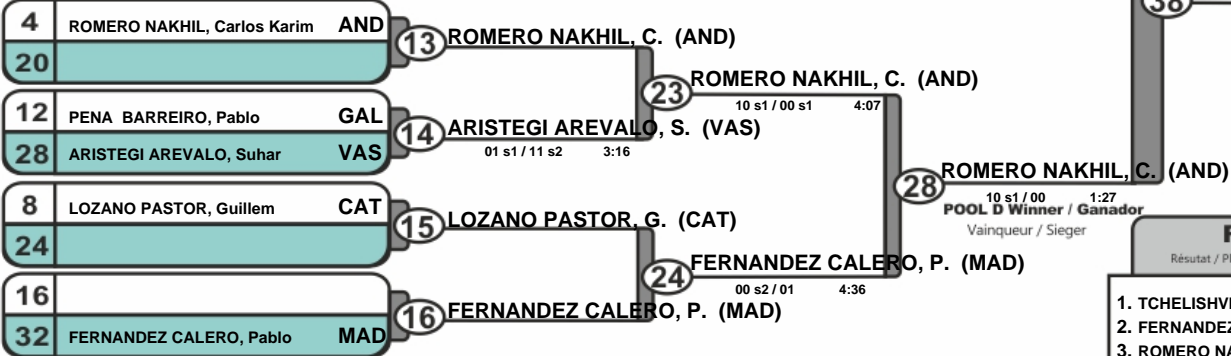 4 ROMERO NAKHIL, Carlos Karim AND
20
13 ROMERO NAKHIL, C. (AND)
12 PENA BARREIRO, Pablo GAL
28 ARISTEGI AREVALO, Suhar VAS
14 ARISTEGI AREVALO, S. (VAS)
01 s1 / 11 s2 3:16
23 ROMERO NAKHIL, C. (AND)
10 s1 / 00 s1 4:07
8 LOZANO PASTOR, Guillem CAT
24
15 LOZANO PASTOR, G. (CAT)
16
32 FERNANDEZ CALERO, Pablo MAD
16 FERNANDEZ CALERO, P. (MAD)
24 FERNANDEZ CALERO, P. (MAD)
00 s2 / 01 4:36
28 ROMERO NAKHIL, C. (AND)
10 s1 / 00 1:27
POOL D Winner / Ganador
Vainqueur / Sieger
38
Résutat /
1. TCHELISHV
2. FERNANDEZ
3. ROMERO NA